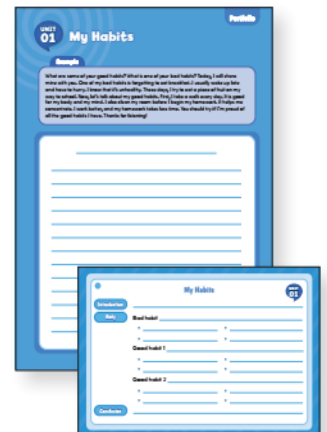 Portfolio
UNIT
01 My Habits
Example
What are some of your good habits? What is one of your bad habits? Today, I will share
mine with you. One of my bad habits is forgetting to eat breakfast. I usually wake up late
and have to hurry. I know that it's unhealthy. These days, I try to eat a piece of fruit on my
way to school. Now, let's talk about my good habits. First, I take a walk every day. It is good
for my body and my mind. I also clean my room before I begin my homework. It helps me
concentrate. I work better, and my homework takes less time. You should try it! I'm proud of
all the good habits I have. Thanks for listening!
My Habits
UNIT
01
Introduction
Body
Bad habit
Good habit 1
Good habit 2
Conclusion